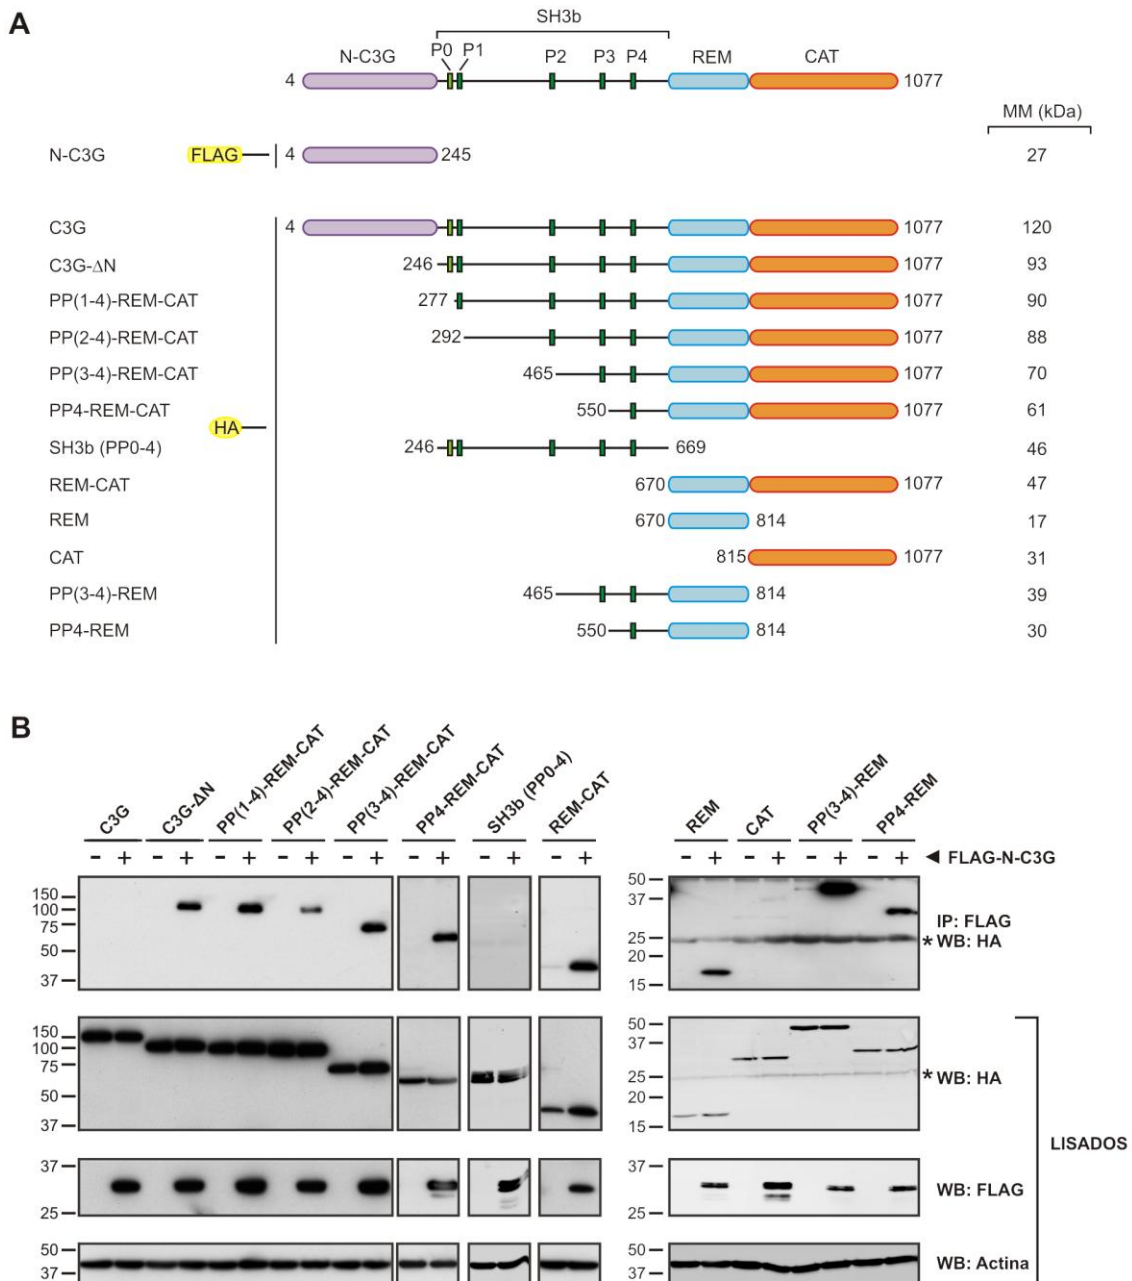 A
SH3b
N-C3G P0 P1 P2 P3 P4 REM CAT
4 1077
MM (kDa)
N-C3G FLAG 4 245 27
C3G 4 1077 120
C3G-ΔN 246 1077 93
PP(1-4)-REM-CAT 277 1077 90
PP(2-4)-REM-CAT 292 1077 88
PP(3-4)-REM-CAT 465 1077 70
PP4-REM-CAT 550 1077 61
HA
SH3b (PP0-4) 246 669 46
REM-CAT 670 1077 47
REM 670 814 17
CAT 815 1077 31
PP(3-4)-REM 465 814 39
PP4-REM 550 814 30
B
C3G C3G-ΔN PP(1-4)-REM-CAT PP(2-4)-REM-CAT PP(3-4)-REM-CAT PP4-REM-CAT SH3b (PP0-4) REM-CAT REM CAT PP(3-4)-REM PP4-REM
- + - + - + - + - + - + - + - + - + - + - + - + ◄ FLAG-N-C3G
150 50
100 37
75 IP: FLAG
50 25 * WB: HA
20
37 15
150 50
100 37
75
50 25 * WB: HA
20
37 15
LISADOS
37 37
WB: FLAG
25 25
50 50
WB: Actina
37 37